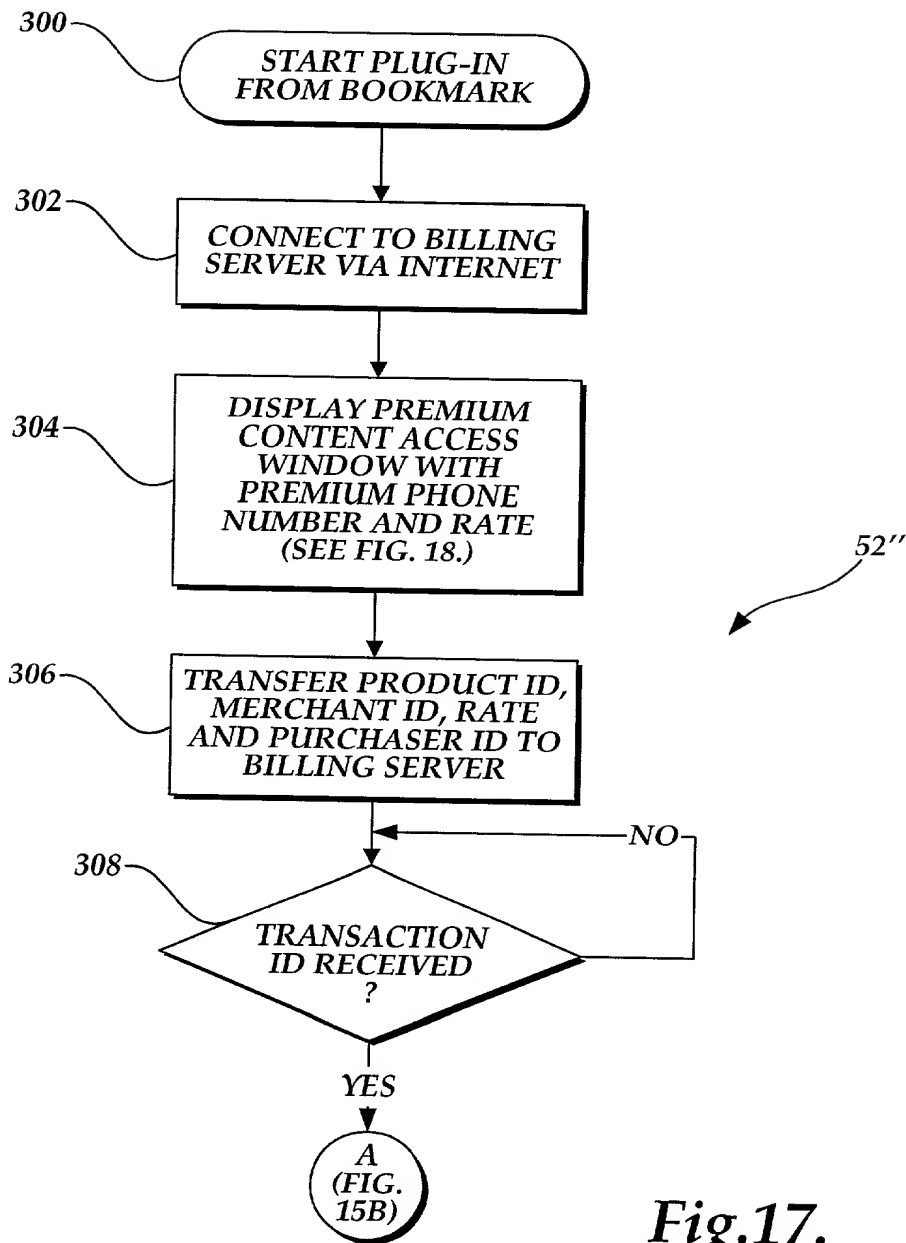 300
START PLUG-IN
FROM BOOKMARK
302
CONNECT TO BILLING
SERVER VIA INTERNET
304
DISPLAY PREMIUM
CONTENT ACCESS
WINDOW WITH
PREMIUM PHONE
NUMBER AND RATE
(SEE FIG. 18.)
52''
306
TRANSFER PRODUCT ID,
MERCHANT ID, RATE
AND PURCHASER ID TO
BILLING SERVER
NO
308
TRANSACTION
ID RECEIVED
?
YES
A
(FIG.
15B)
Fig.17.